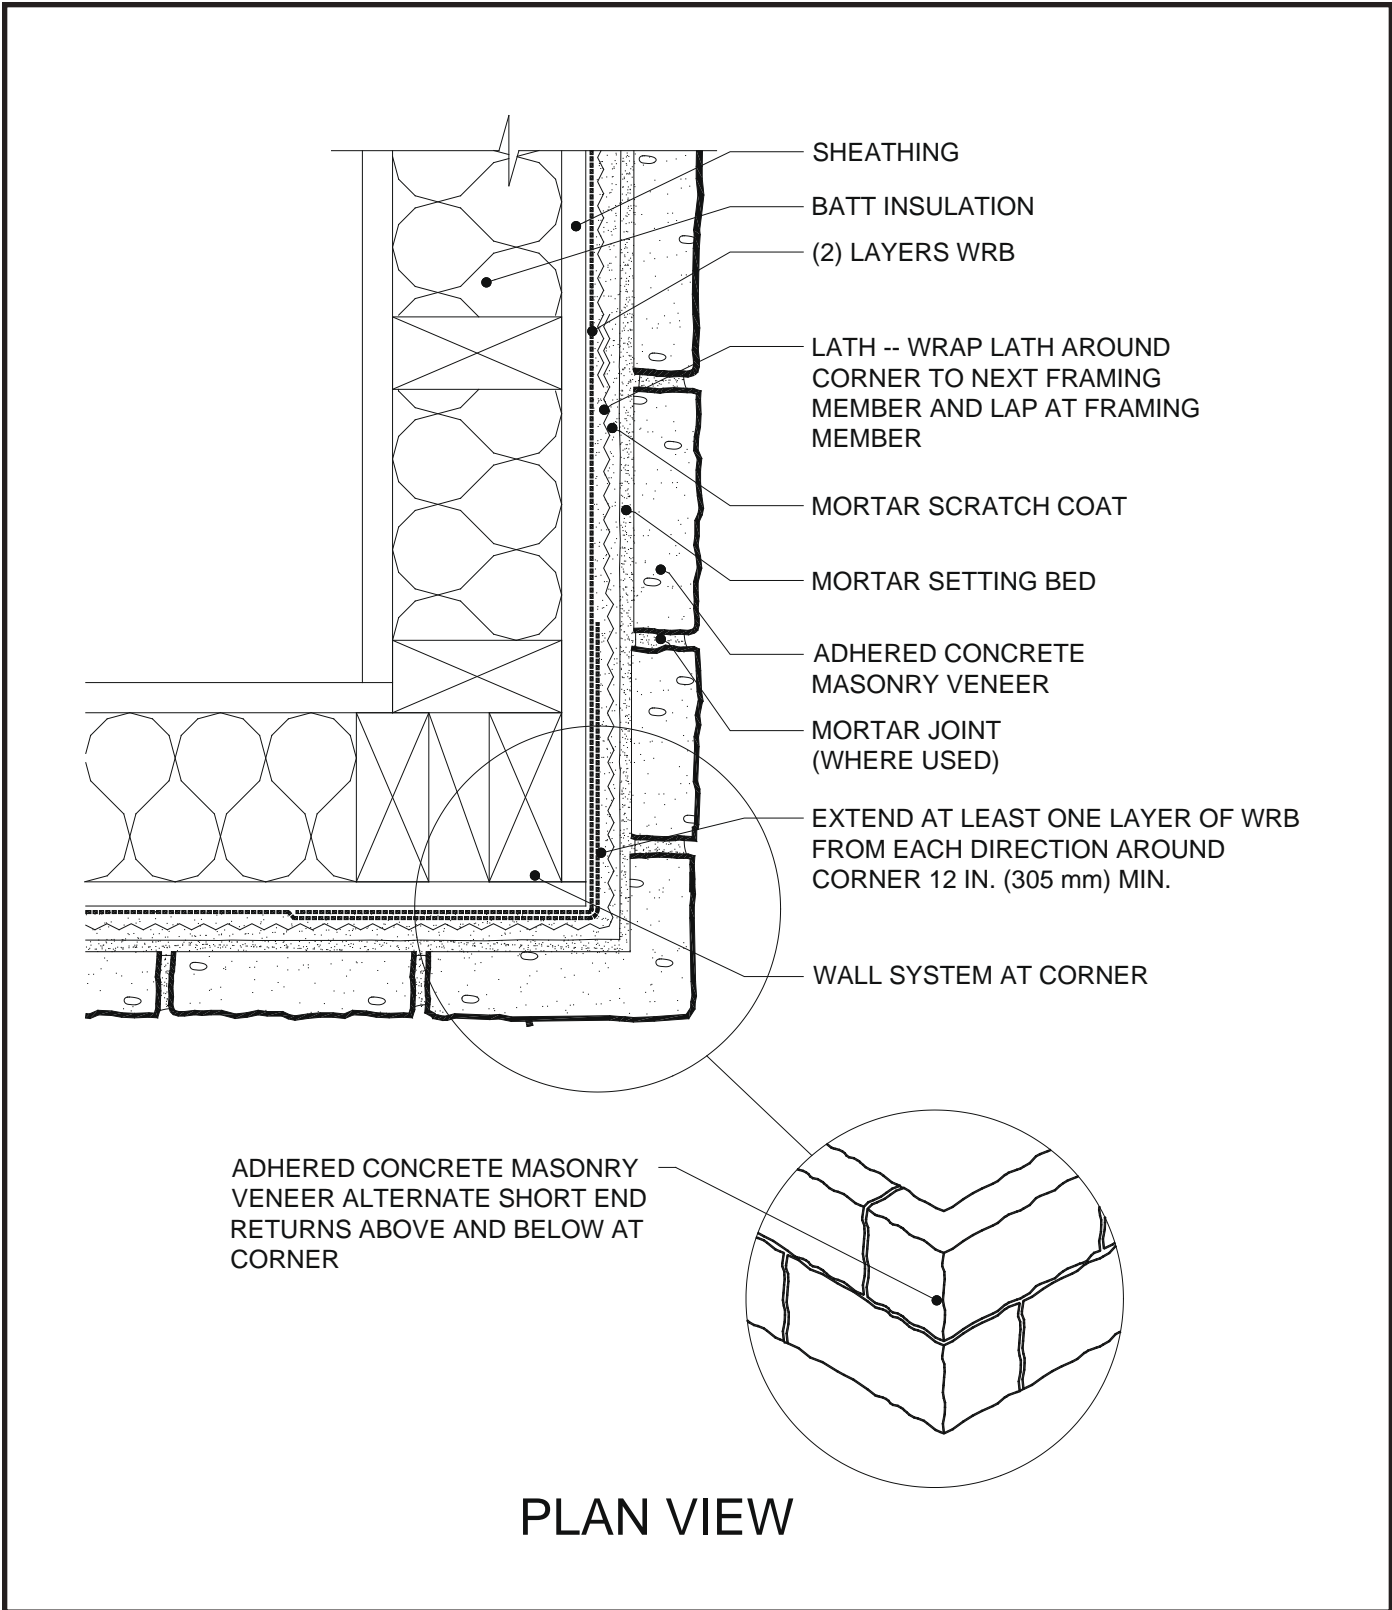 SHEATHING
BATT INSULATION
(2) LAYERS WRB
LATH -- WRAP LATH AROUND
CORNER TO NEXT FRAMING
MEMBER AND LAP AT FRAMING
MEMBER
MORTAR SCRATCH COAT
MORTAR SETTING BED
ADHERED CONCRETE
MASONRY VENEER
MORTAR JOINT
(WHERE USED)
EXTEND AT LEAST ONE LAYER OF WRB
FROM EACH DIRECTION AROUND
CORNER 12 IN. (305 mm) MIN.
WALL SYSTEM AT CORNER
ADHERED CONCRETE MASONRY
VENEER ALTERNATE SHORT END
RETURNS ABOVE AND BELOW AT
CORNER
PLAN VIEW